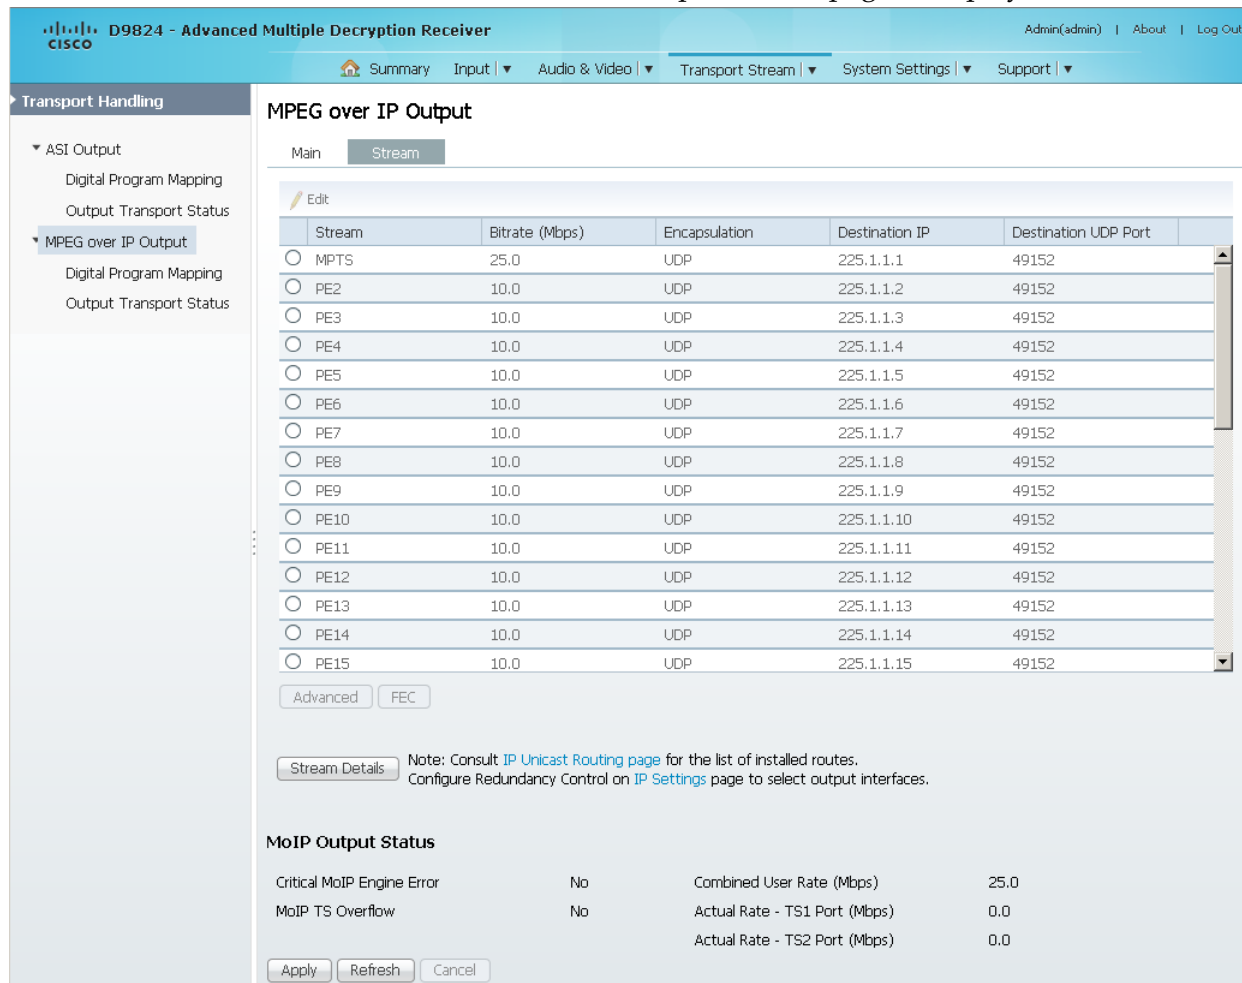 CISCO D9824 - Advanced Multiple Decryption Receiver Admin(admin) | About | Log Out
Summary Input | ▼ Audio & Video | ▼ Transport Stream | ▼ System Settings | ▼ Support | ▼
Transport Handling
ASI Output
Digital Program Mapping
Output Transport Status
MPEG over IP Output
Digital Program Mapping
Output Transport Status
MPEG over IP Output
Main Stream
Edit
Stream Bitrate (Mbps) Encapsulation Destination IP Destination UDP Port
MPTS 25.0 UDP 225.1.1.1 49152
PE2 10.0 UDP 225.1.1.2 49152
PE3 10.0 UDP 225.1.1.3 49152
PE4 10.0 UDP 225.1.1.4 49152
PE5 10.0 UDP 225.1.1.5 49152
PE6 10.0 UDP 225.1.1.6 49152
PE7 10.0 UDP 225.1.1.7 49152
PE8 10.0 UDP 225.1.1.8 49152
PE9 10.0 UDP 225.1.1.9 49152
PE10 10.0 UDP 225.1.1.10 49152
PE11 10.0 UDP 225.1.1.11 49152
PE12 10.0 UDP 225.1.1.12 49152
PE13 10.0 UDP 225.1.1.13 49152
PE14 10.0 UDP 225.1.1.14 49152
PE15 10.0 UDP 225.1.1.15 49152
Advanced FEC
Stream Details Note: Consult IP Unicast Routing page for the list of installed routes.
Configure Redundancy Control on IP Settings page to select output interfaces.
MoIP Output Status
Critical MoIP Engine Error No Combined User Rate (Mbps) 25.0
MoIP TS Overflow No Actual Rate - TS1 Port (Mbps) 0.0
Actual Rate - TS2 Port (Mbps) 0.0
Apply Refresh Cancel